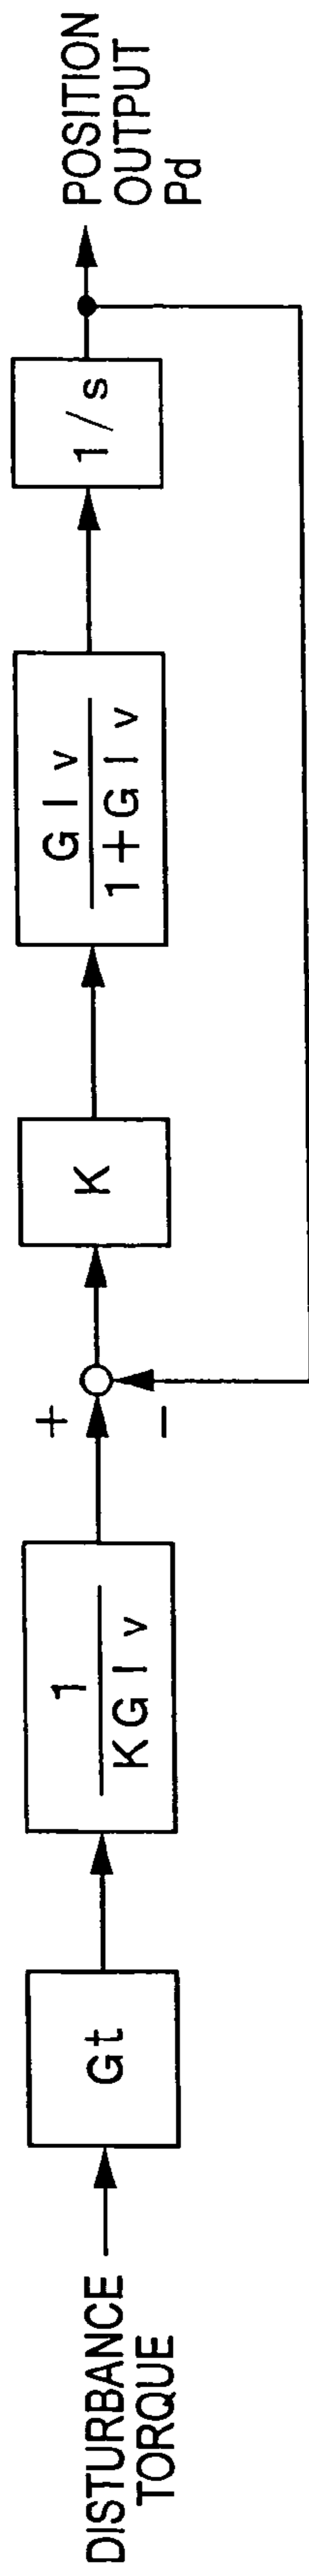 DISTURBANCE
TORQUE
Gt
1
KGlv
+
−
K
Glv
1+Glv
1/s
POSITION
OUTPUT
Pd